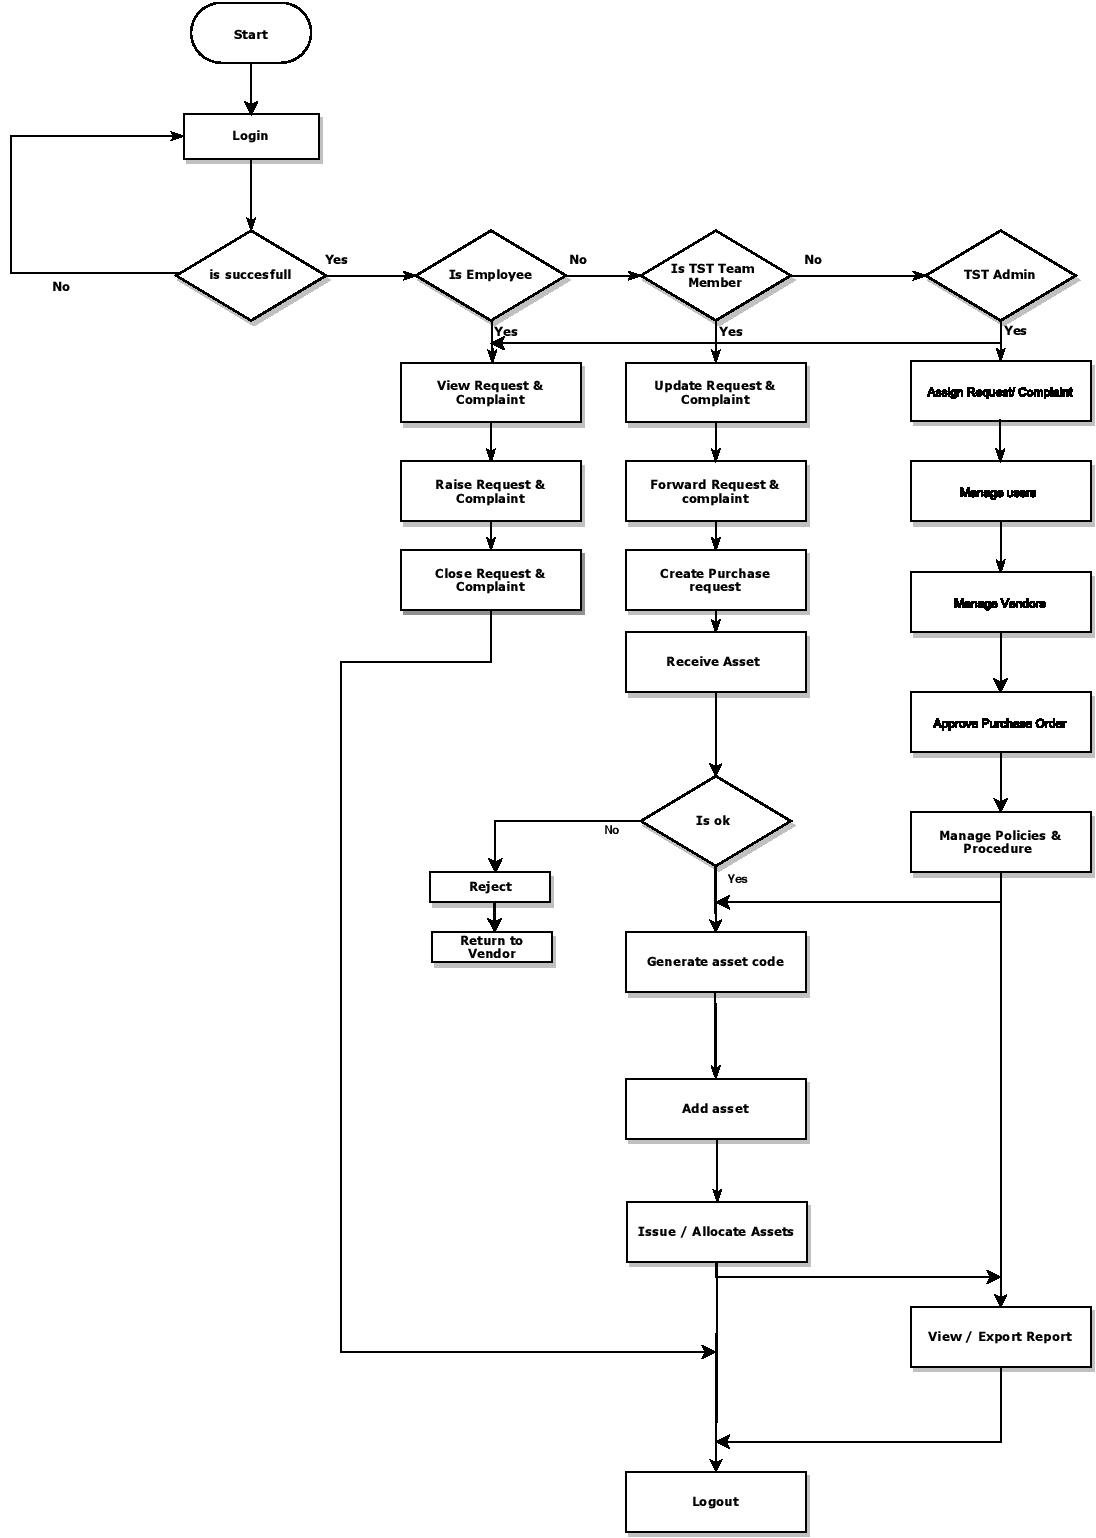 Start
Login
is succesfull
Yes
No
Is Employee
No
Is TST Team
Member
No
TST Admin
Yes
Yes
Yes
View Request &
Complaint
Update Request &
Complaint
Assign Request/ Complaint
Raise Request &
Complaint
Forward Request &
complaint
Manage users
Close Request &
Complaint
Create Purchase
request
Manage Vendors
Receive Asset
Approve Purchase Order
Is ok
No
Yes
Manage Policies &
Procedure
Reject
Return to
Vendor
Generate asset code
Add asset
Issue / Allocate Assets
View / Export Report
Logout